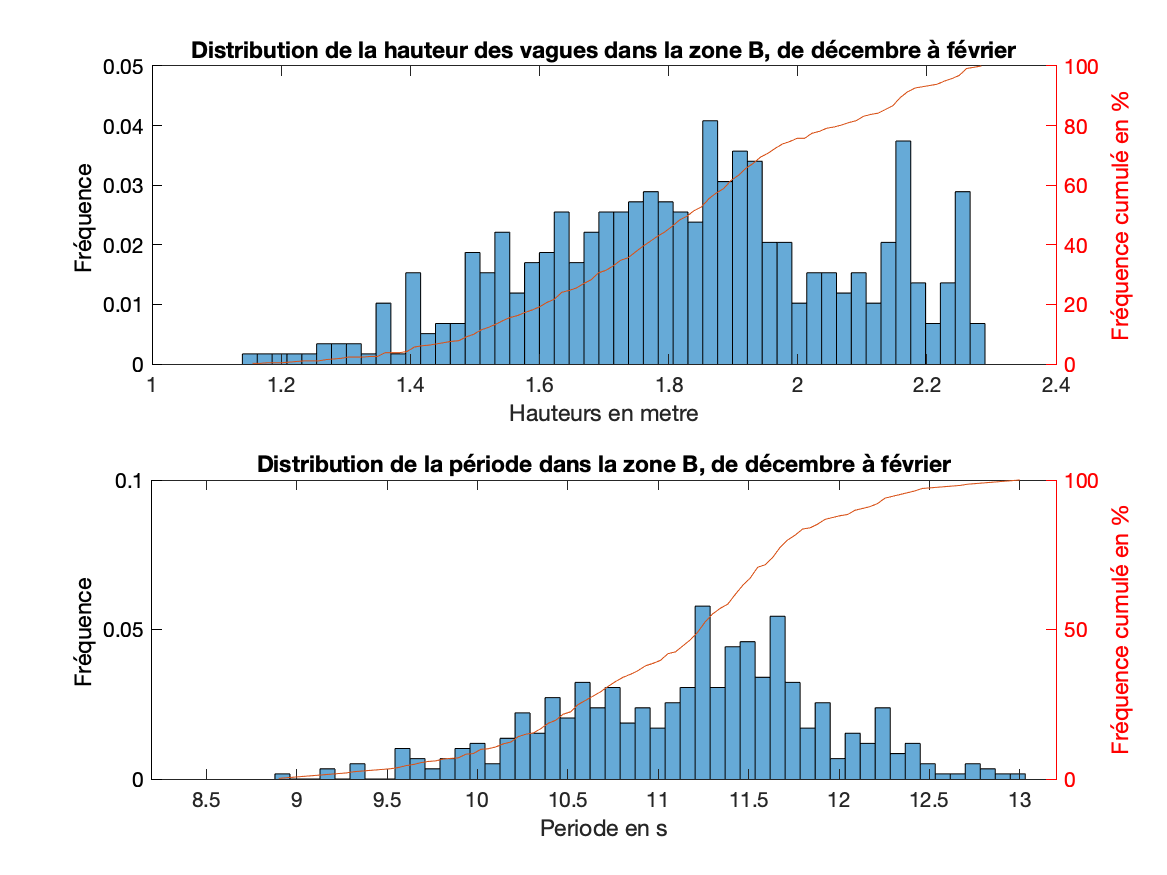 Distribution de la hauteur des vagues dans la zone B, de décembre à février
0.05
0.04
0.03
0.02
0.01
0
Fréquence
100
80
60
40
20
0
Fréquence cumulé en %
1 1.2 1.4 1.6 1.8 2 2.2 2.4
Hauteurs en metre
Distribution de la période dans la zone B, de décembre à février
0.1
0.05
0
Fréquence
100
50
0
Fréquence cumulé en %
8.5 9 9.5 10 10.5 11 11.5 12 12.5 13
Periode en s